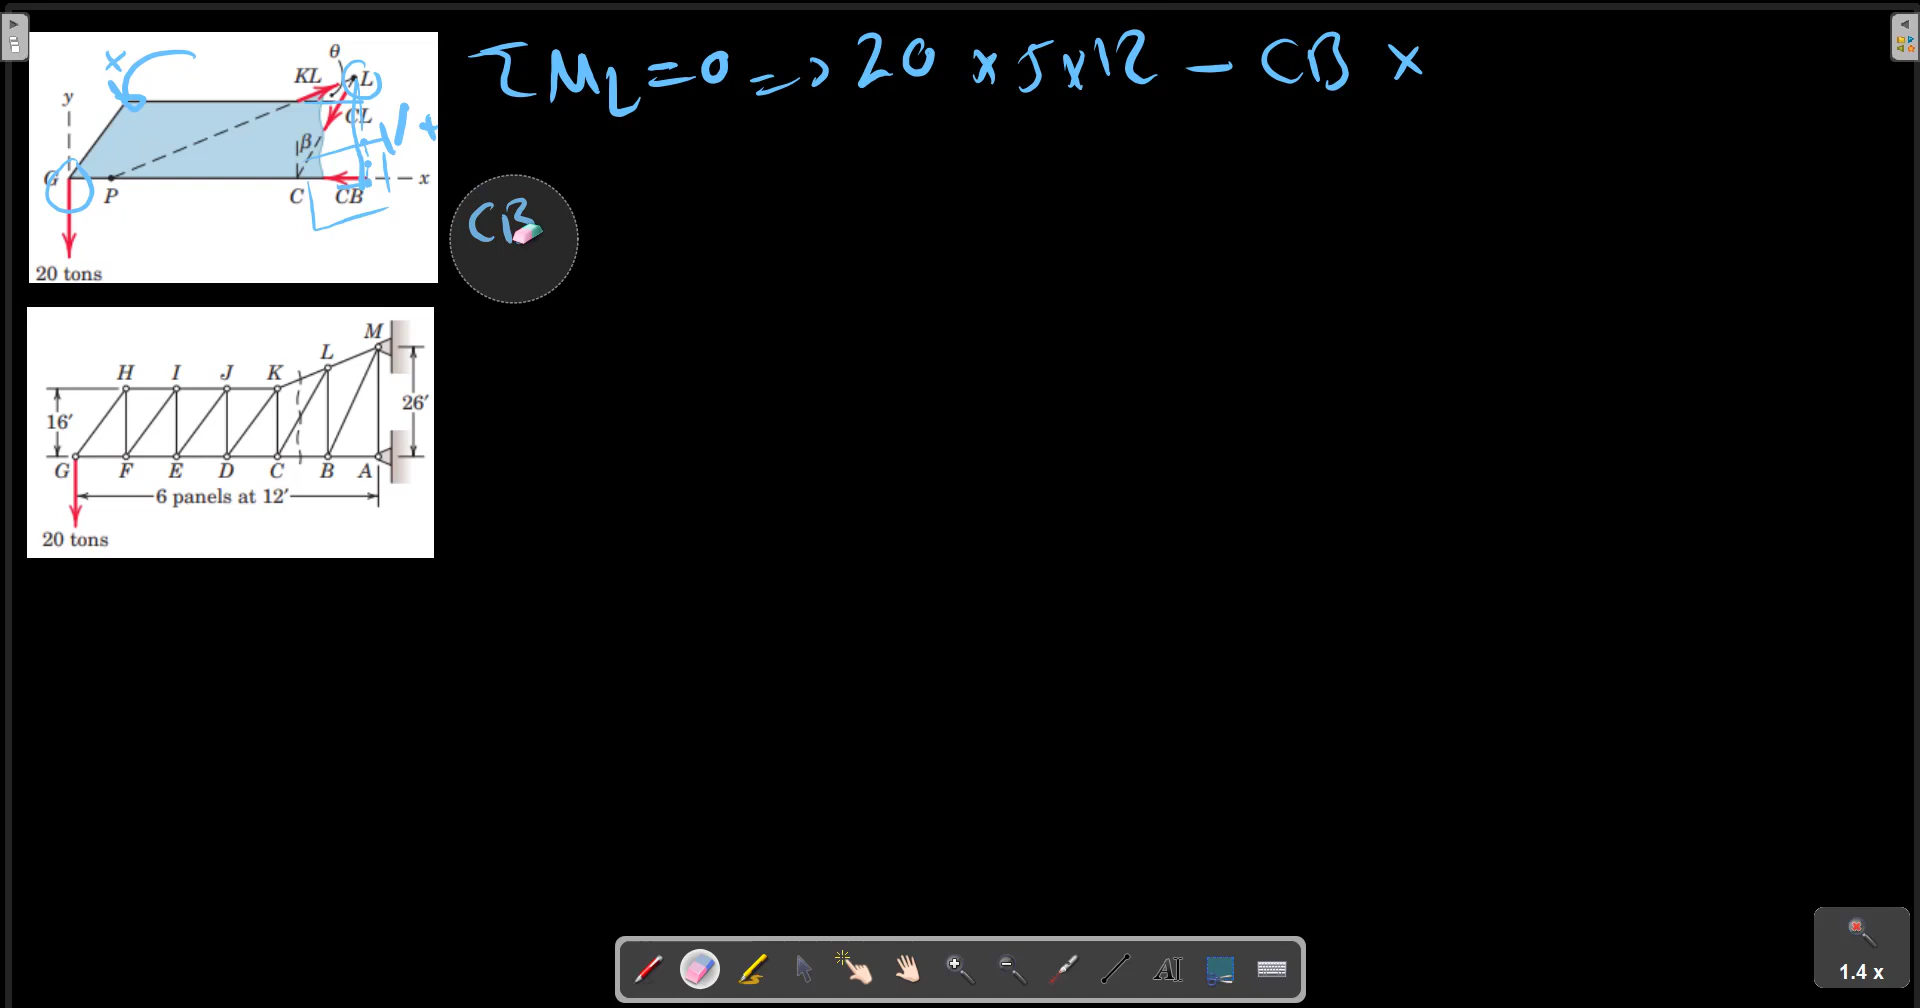 ΣM_L = 0 => 20 x 5 x 12 - CB x
x
θ
KL
L
y
CL
β
G
P
C
CB
x
20 tons
CB
M
L
H I J K
16'
26'
G F E D C B A
6 panels at 12'
20 tons
1.4 x